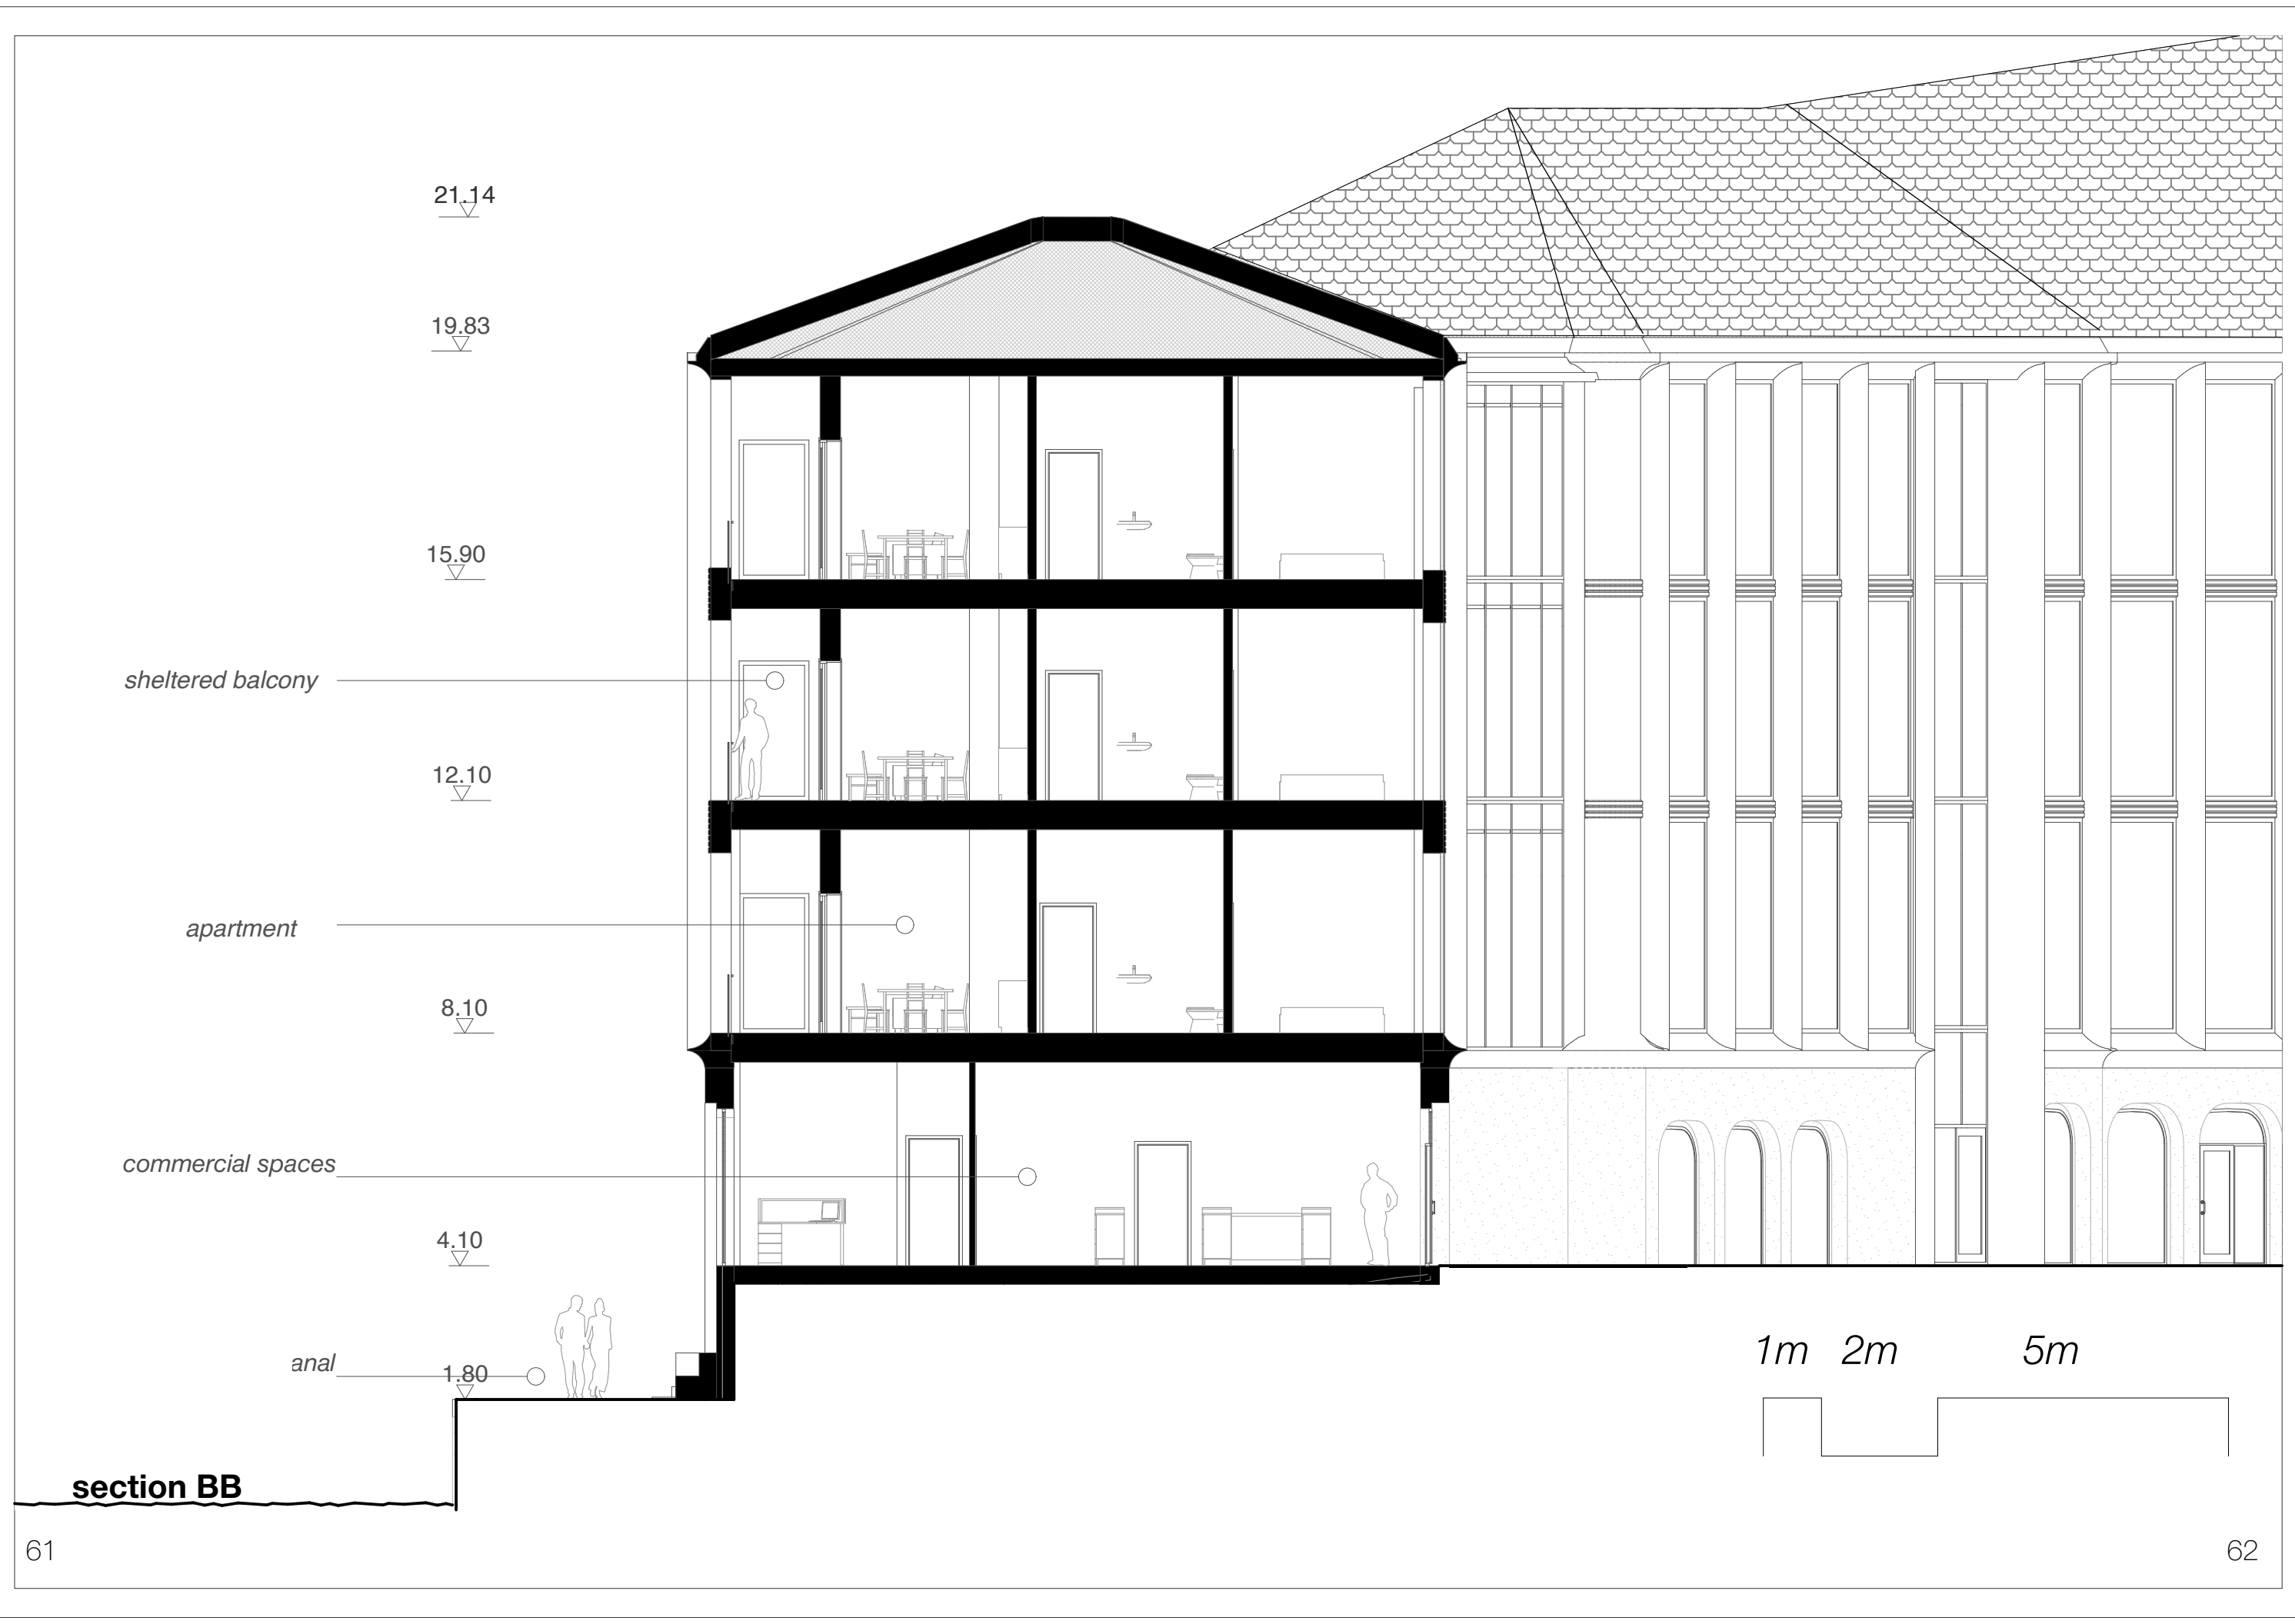 21.14
19.83
15.90
sheltered balcony
12.10
apartment
8.10
commercial spaces
4.10
1m 2m 5m
anal
1.80
section BB
61
62